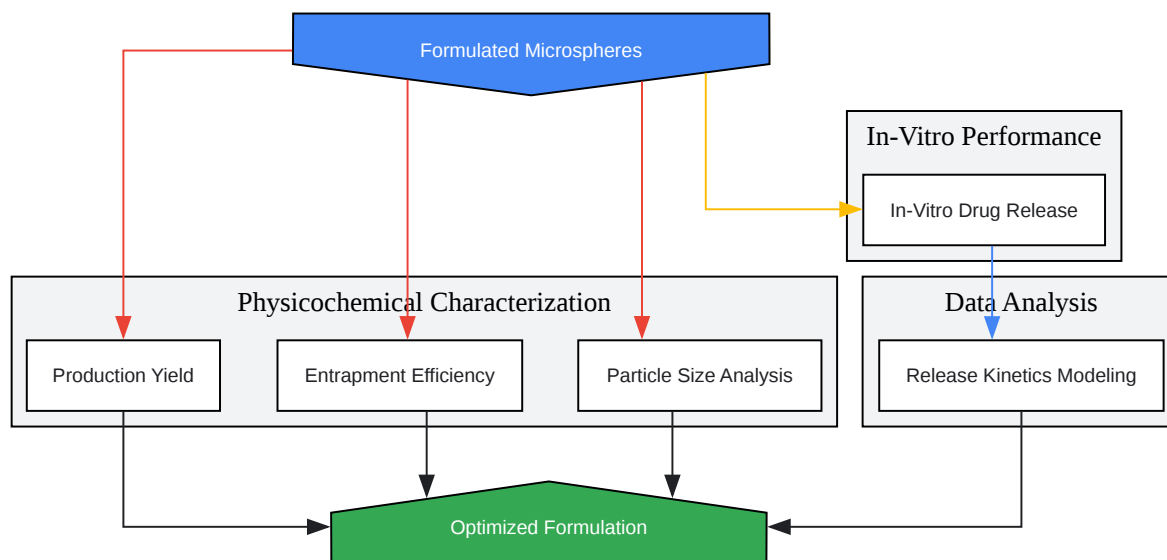 Formulated Microspheres
In-Vitro Performance
In-Vitro Drug Release
Physicochemical Characterization
Data Analysis
Production Yield
Entrapment Efficiency
Particle Size Analysis
Release Kinetics Modeling
Optimized Formulation